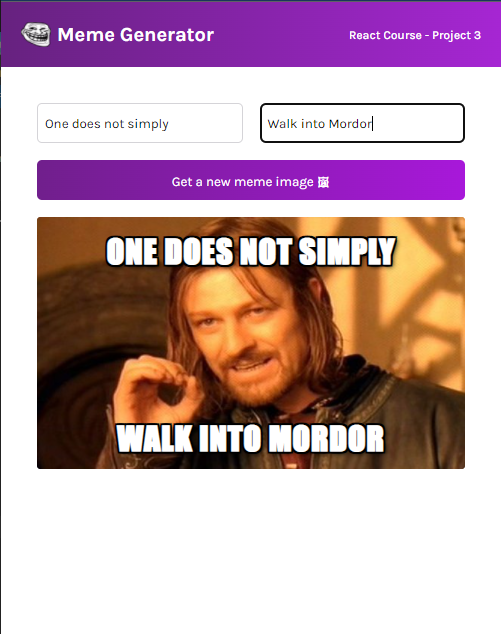 Meme Generator
React Course - Project 3
One does not simply
Walk into Mordor
Get a new meme image 🖼
ONE DOES NOT SIMPLY
WALK INTO MORDOR